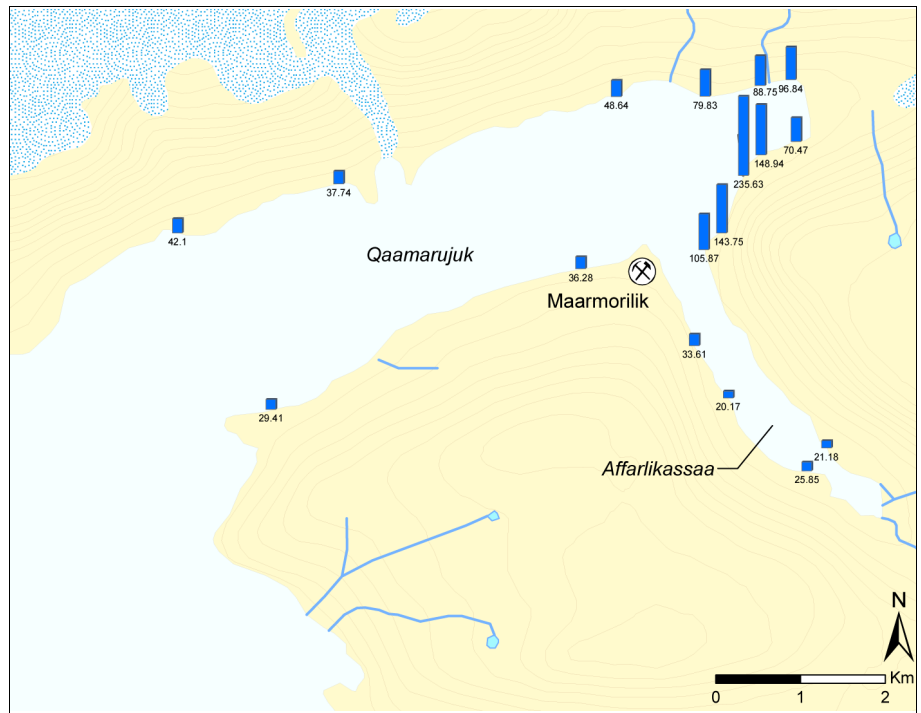 48.64
79.83
88.75
96.84
70.47
148.94
235.63
37.74
42.1
143.75
105.87
Qaamarujuk
36.28
Maarmorilik
33.61
20.17
29.41
21.18
Affarlikassaa
25.85
N
Km
0 1 2